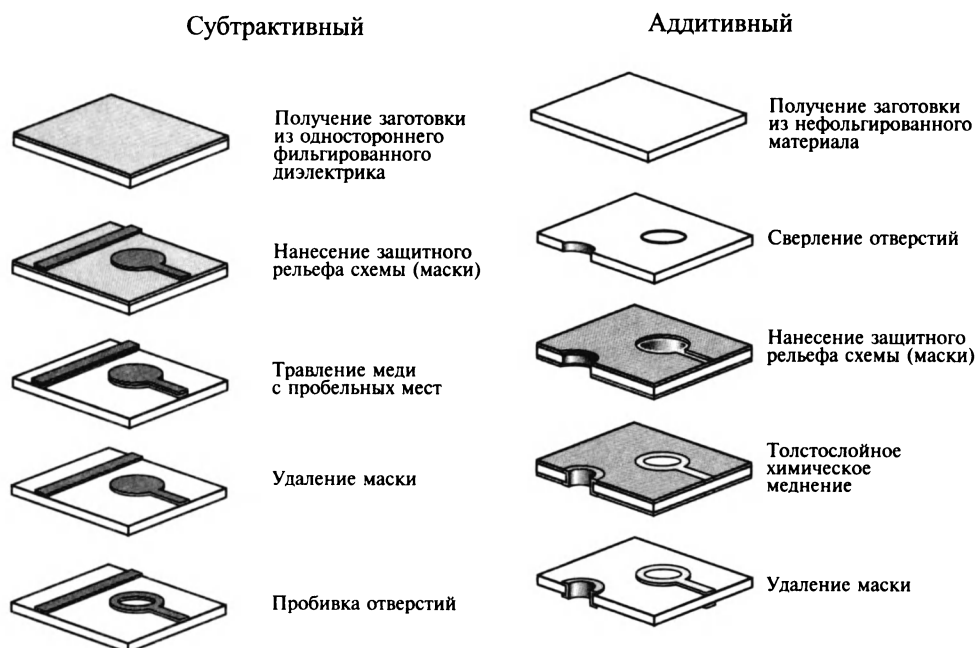 Субтрактивный
Получение заготовки
из одностороннего
фильгированного
диэлектрика
Нанесение защитного
рельефа схемы (маски)
Травление меди
с пробельных мест
Удаление маски
Пробивка отверстий
Аддитивный
Получение заготовки
из нефольгированного
материала
Сверление отверстий
Нанесение защитного
рельефа схемы (маски)
Толстослойное
химическое
меднение
Удаление маски